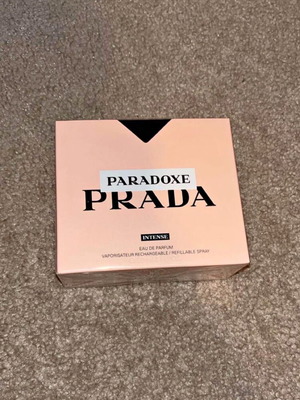 PARADOXE
PRADA
INTENSE
EAU DE PARFUM
VAPORISATEUR RECHARGEABLE / REFILLABLE SPRAY